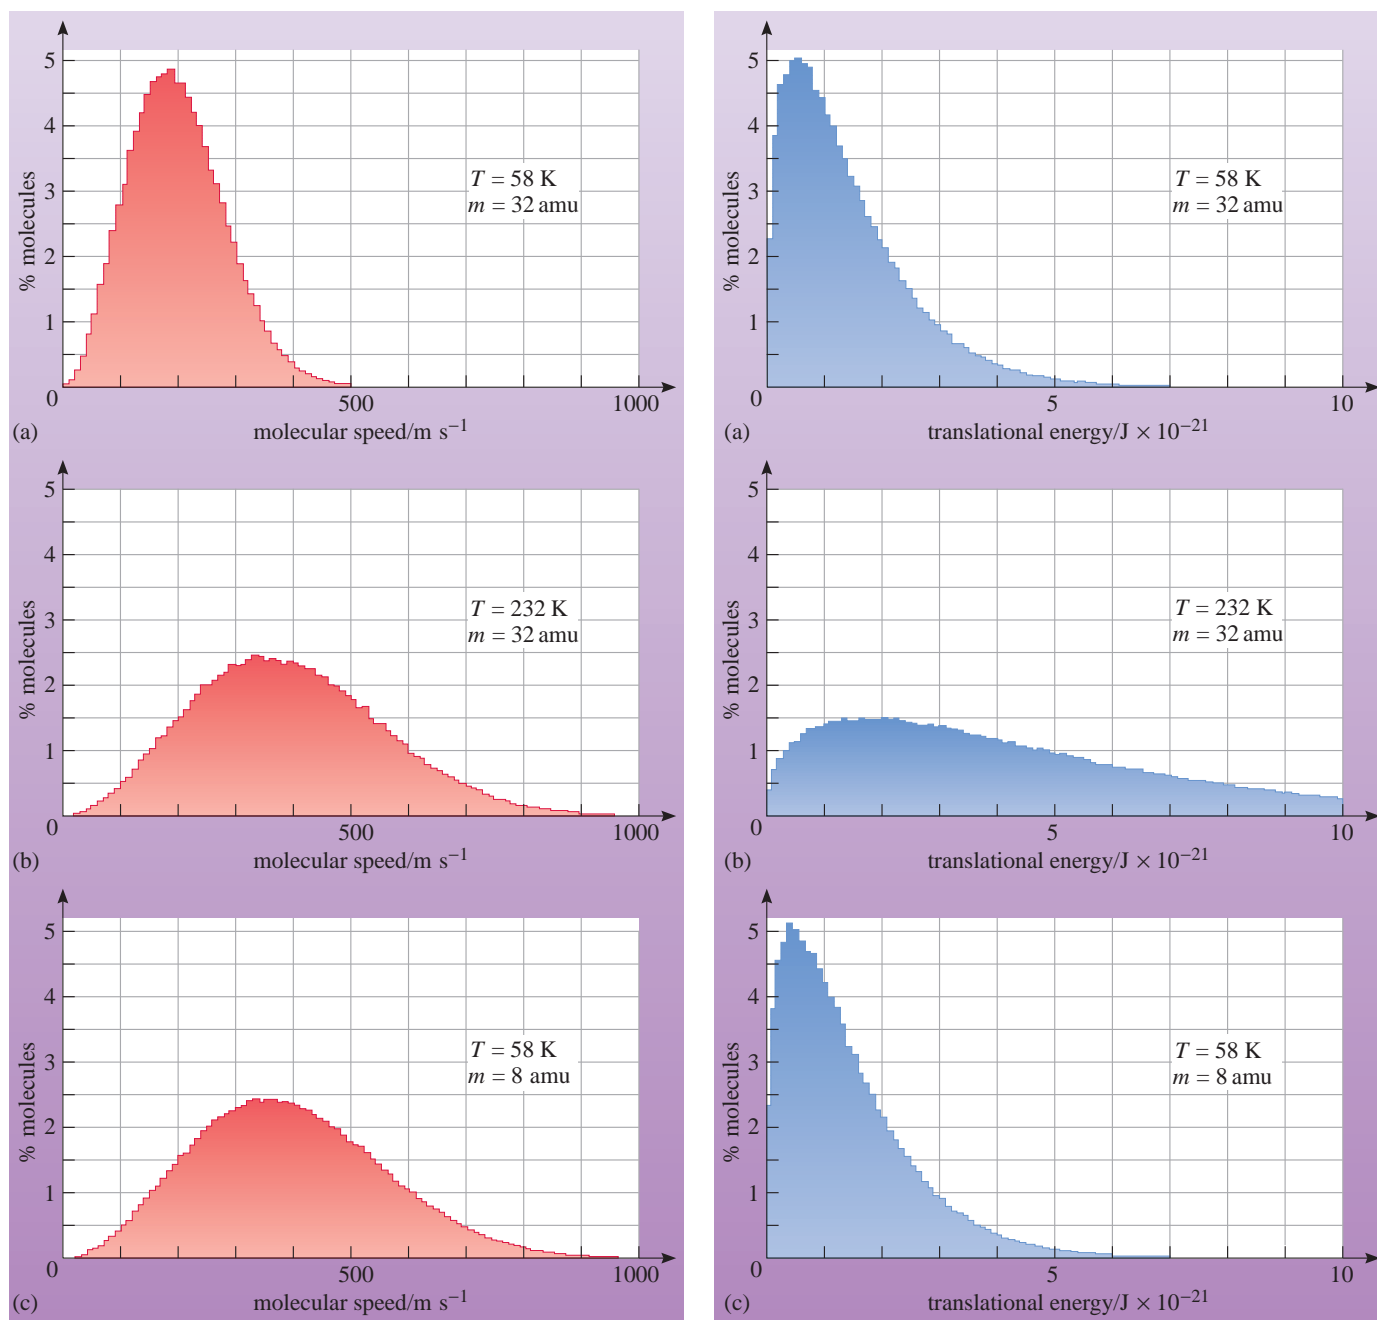 % molecules
5
4
3
2
1
0
T = 58 K
m = 32 amu
500
1000
molecular speed/m s⁻¹
(a)
% molecules
5
4
3
2
1
0
T = 58 K
m = 32 amu
5
10
translational energy/J × 10⁻²¹
(a)
% molecules
5
4
3
2
1
0
T = 232 K
m = 32 amu
500
1000
molecular speed/m s⁻¹
(b)
% molecules
5
4
3
2
1
0
T = 232 K
m = 32 amu
5
10
translational energy/J × 10⁻²¹
(b)
% molecules
5
4
3
2
1
0
T = 58 K
m = 8 amu
500
1000
molecular speed/m s⁻¹
(c)
% molecules
5
4
3
2
1
0
T = 58 K
m = 8 amu
5
10
translational energy/J × 10⁻²¹
(c)